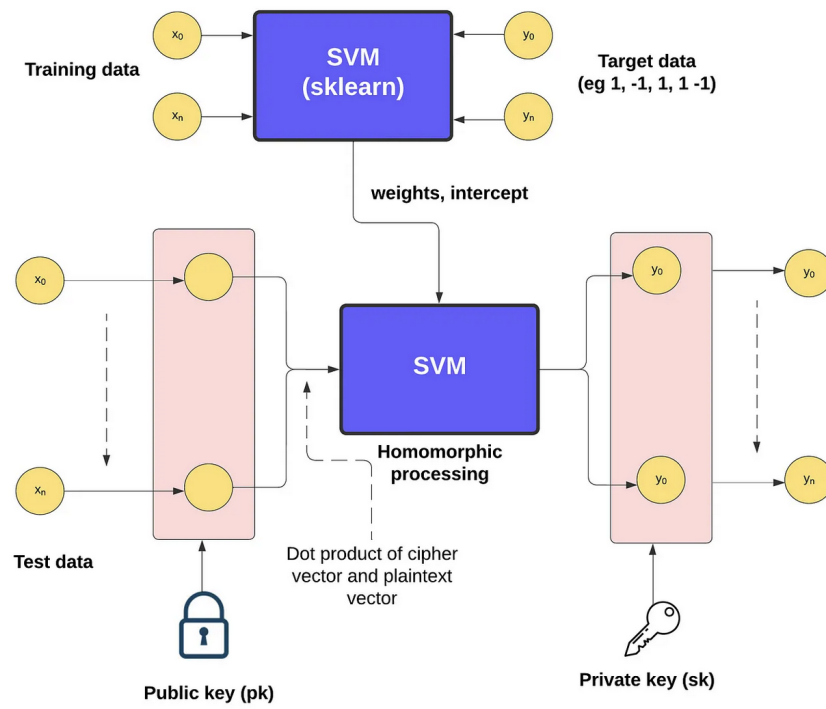 x₀
y₀
SVM
(sklearn)
Training data
Target data
(eg 1, -1, 1, 1 -1)
xₙ
yₙ
weights, intercept
x₀
y₀
y₀
SVM
Homomorphic
processing
xₙ
y₀
yₙ
Test data
Dot product of cipher
vector and plaintext
vector
Public key (pk)
Private key (sk)